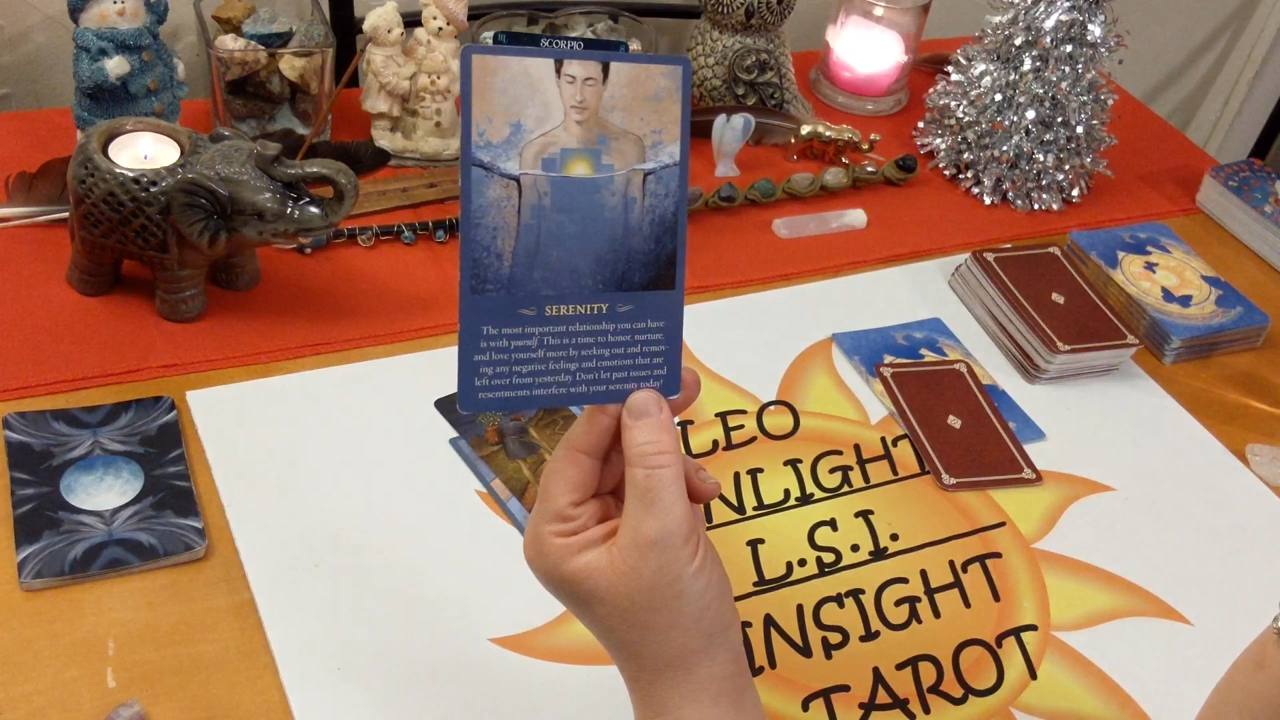 SCORPIO
SERENITY
The most important relationship you can have
is with yourself. This is a time to honor, nurture,
and love yourself more by seeking out and remov-
ing any negative feelings and emotions that are
left over from yesterday. Don't let past issues and
resentments interfere with your serenity today!
LEO
NLIGHT
L.S.I.
INSIGHT
TAROT